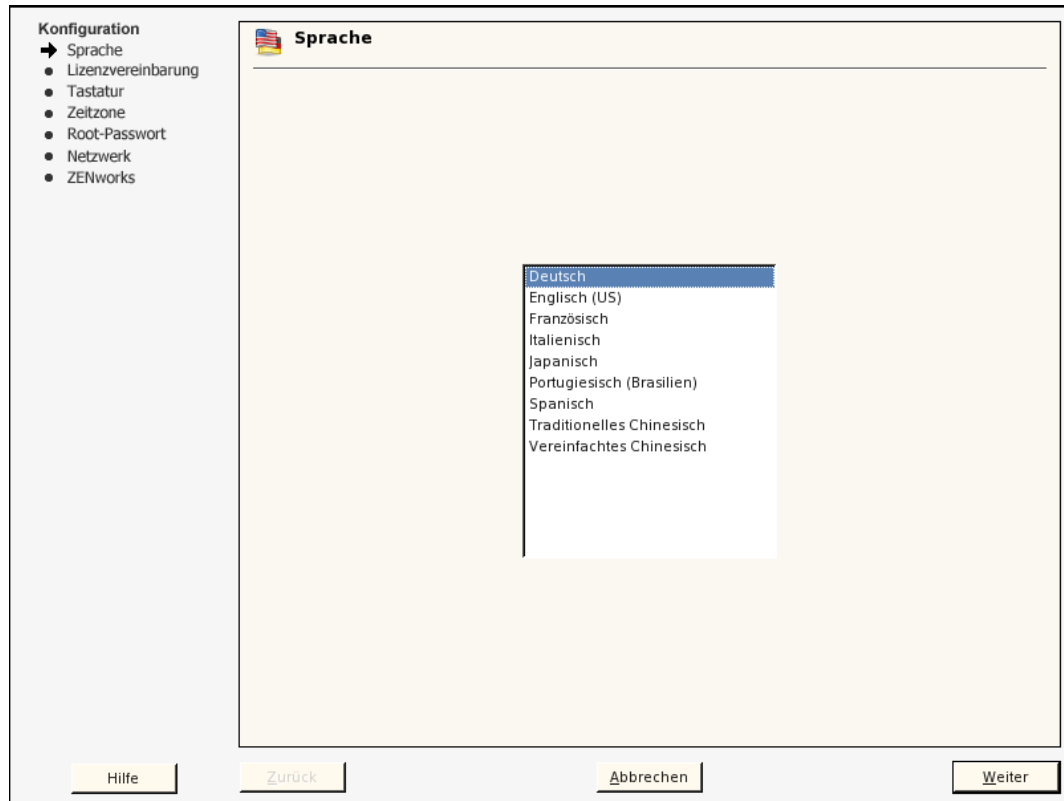 Konfiguration
Sprache
Lizenzvereinbarung
Tastatur
Zeitzone
Root-Passwort
Netzwerk
ZENworks
Sprache
Deutsch
Englisch (US)
Französisch
Italienisch
Japanisch
Portugiesisch (Brasilien)
Spanisch
Traditionelles Chinesisch
Vereinfachtes Chinesisch
Hilfe
Zurück
Abbrechen
Weiter